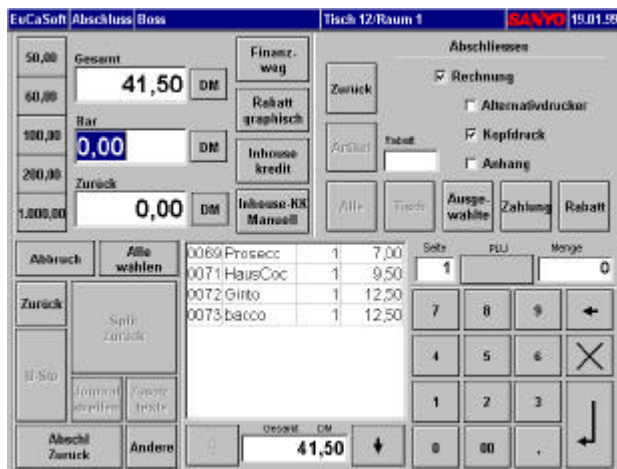 EuCaSoft Abschluss Boss Tisch 12/Raum 1 SANYO 19.01.99
50,00
60,00
100,00
200,00
1.000,00
Gesamt
41,50 DM
Bar
0,00 DM
Zurück
0,00 DM
Finanz-
weg
Rabatt
graphisch
Inhouse
kredit
Inhouse-KK
Manuell
Abschliessen
Zurück
Rechnung
Alternativdrucker
Kopfdruck
Anhang
Artikel
Rabatt
Alle
Tisch
Ausge-
wählte
Zahlung
Rabatt
Abbruch
Alle
wählen
Zurück
Split
Zurück
Journal
streifen
Zusatz
texte
Abschl
Zurück
Andere
0069 Prosecc 1 7,00
0071 HausCoc 1 9,50
0072 Ginto 1 12,50
0073 bacco 1 12,50
Gesamt DM
41,50
Seite PLU Menge
1 0
7 8 9
4 5 6
1 2 3
0 00 .